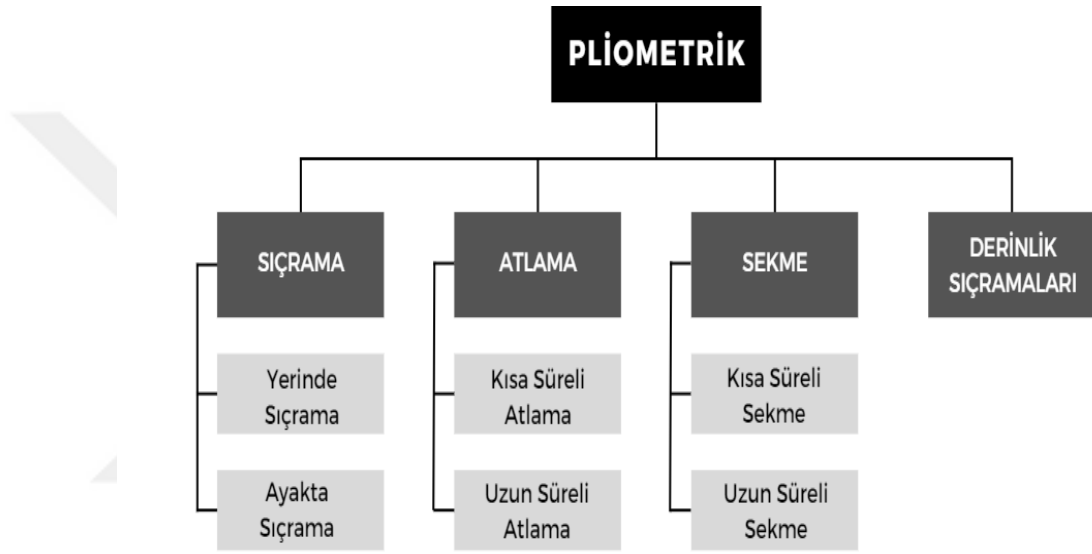 PLİOMETRİK
SIÇRAMA
ATLAMA
SEKME
DERİNLİK
SIÇRAMALARI
Yerinde
Sıçrama
Kısa Süreli
Atlama
Kısa Süreli
Sekme
Ayakta
Sıçrama
Uzun Süreli
Atlama
Uzun Süreli
Sekme